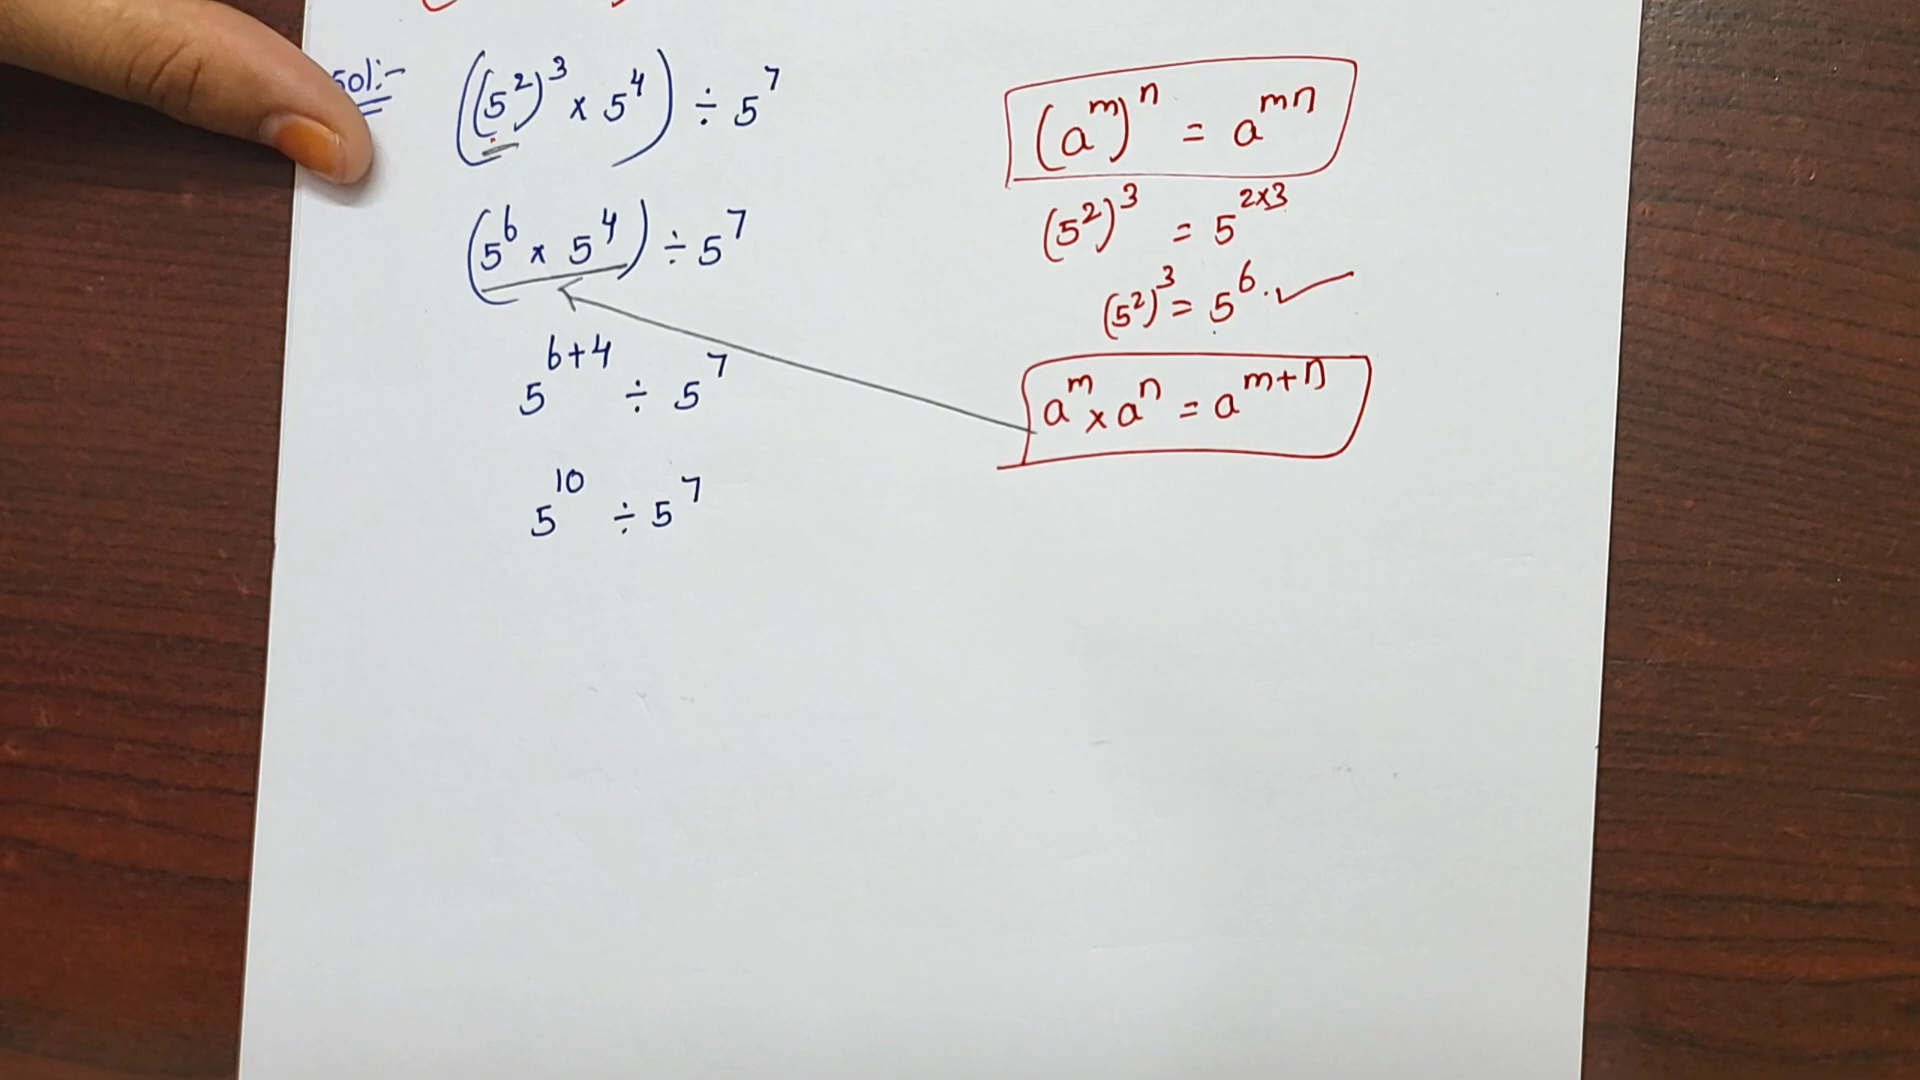 Sol:-
((5²)³ × 5⁴) ÷ 5⁷
(5⁶ × 5⁴) ÷ 5⁷
5⁶⁺⁴ ÷ 5⁷
5¹⁰ ÷ 5⁷
(aᵐ)ⁿ = aᵐⁿ
(5²)³ = 5²ˣ³
(5²)³ = 5⁶. ✓
aᵐ × aⁿ = aᵐ⁺ⁿ